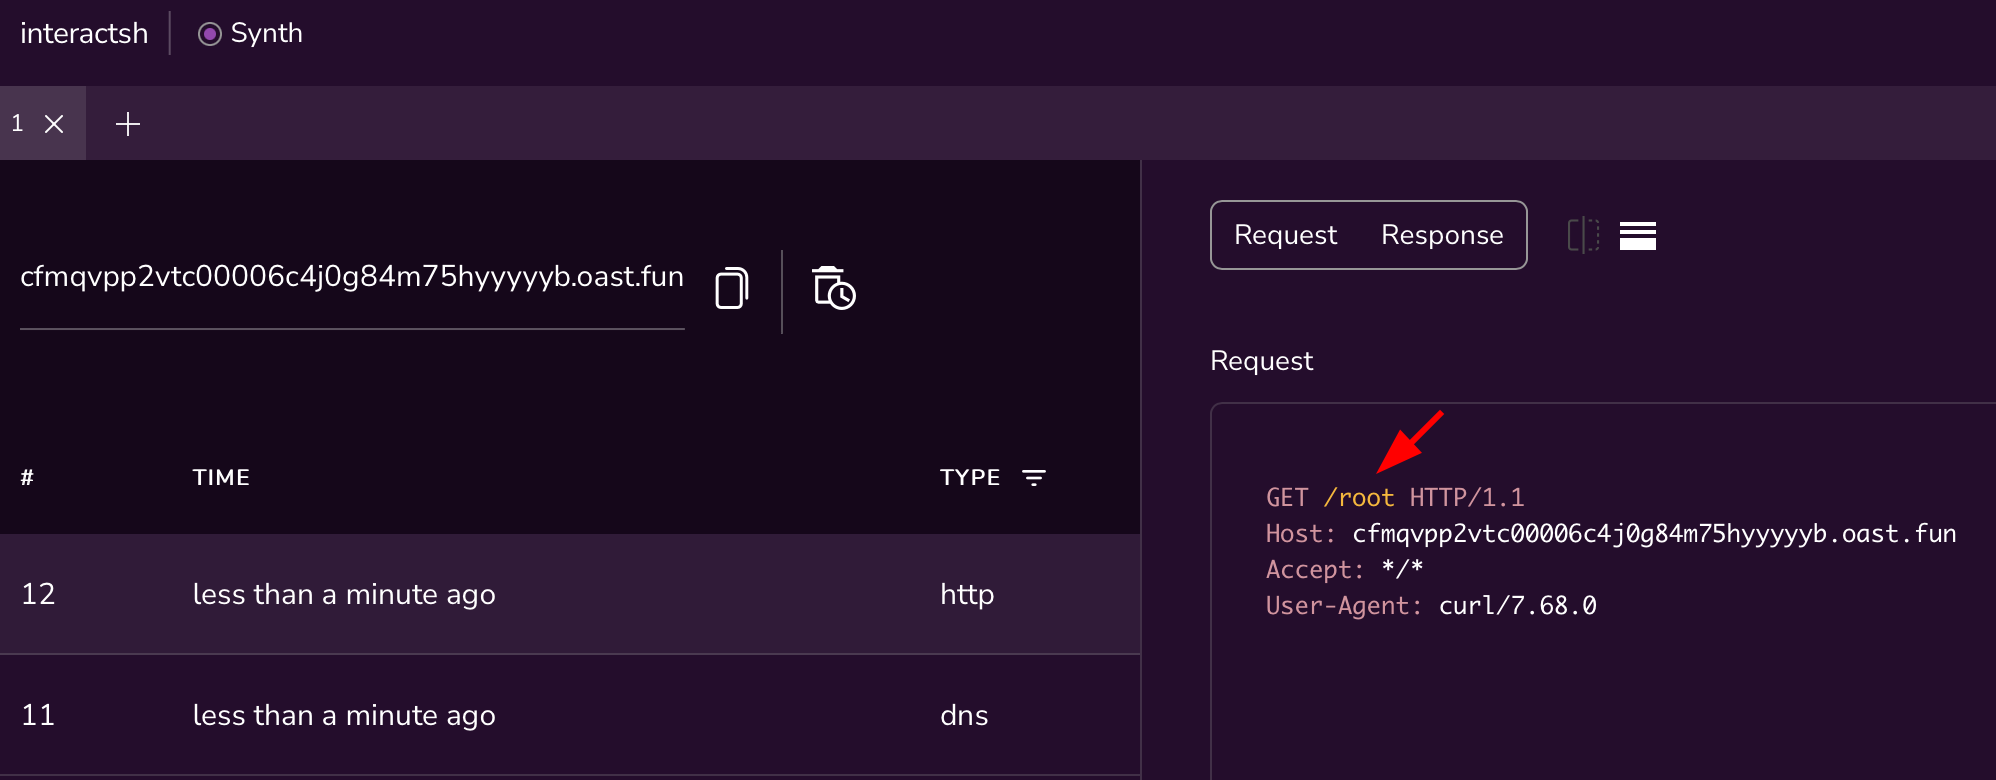 interactsh
Synth
1
cfmqvpp2vtc00006c4j0g84m75hyyyyyb.oast.fun
# TIME TYPE
12 less than a minute ago http
11 less than a minute ago dns
Request Response
Request
GET /root HTTP/1.1
Host: cfmqvpp2vtc00006c4j0g84m75hyyyyyb.oast.fun
Accept: */*
User-Agent: curl/7.68.0